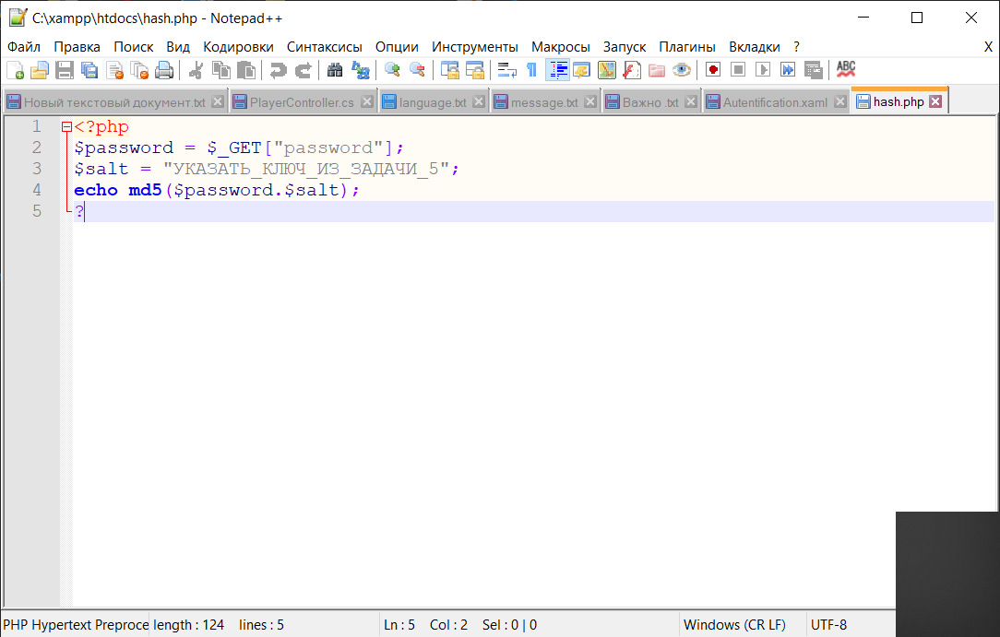 C:\xampp\htdocs\hash.php - Notepad++
Файл Правка Поиск Вид Кодировки Синтаксисы Опции Инструменты Макросы Запуск Плагины Вкладки ? X
ABC
Новый текстовый документ.txt PlayerController.cs language.txt message.txt Важно .txt Autentification.xaml hash.php
1 <?php
2 $password = $_GET["password"];
3 $salt = "УКАЗАТЬ_КЛЮЧ_ИЗ_ЗАДАЧИ_5";
4 echo md5($password.$salt);
5 ?
PHP Hypertext Preproce length : 124 lines : 5 Ln : 5 Col : 2 Sel : 0 | 0 Windows (CR LF) UTF-8